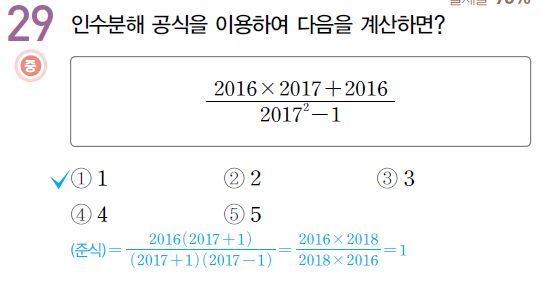 29 인수분해 공식을 이용하여 다음을 계산하면?
중
2016×2017+2016
2017²−1
① 1 ② 2 ③ 3
④ 4 ⑤ 5
(준식)= 2016(2017+1) / (2017+1)(2017−1) = 2016×2018 / 2018×2016 =1